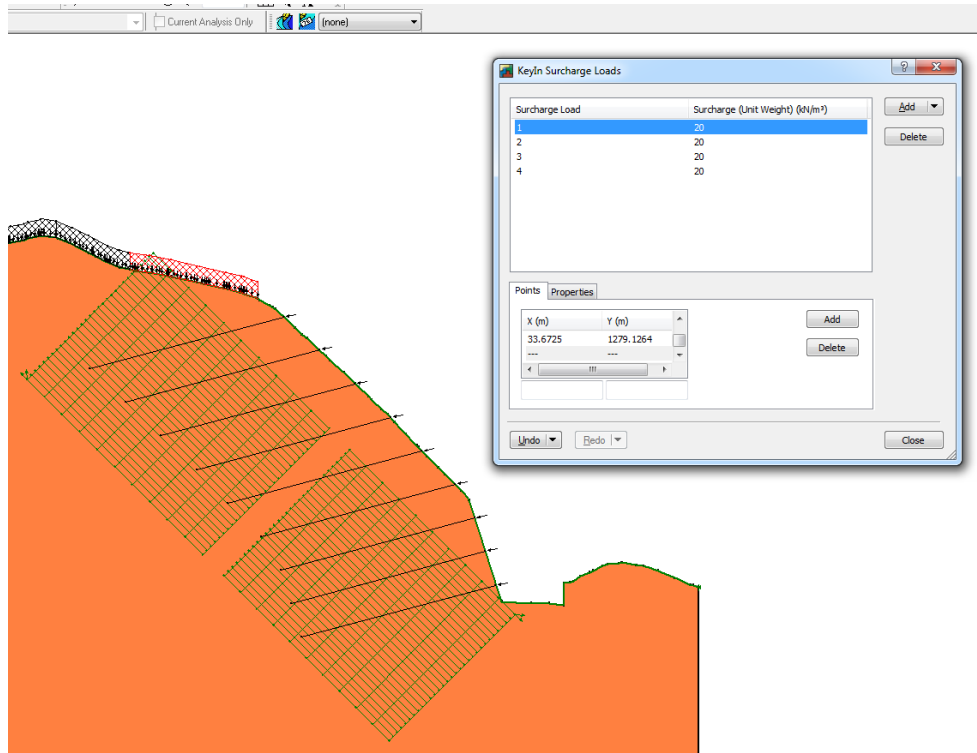 Current Analysis Only
(none)
KeyIn Surcharge Loads
Surcharge Load Surcharge (Unit Weight) (kN/m³)
Add
1 20
2 20
Delete
3 20
4 20
Points Properties
X (m) Y (m)
Add
33.6725 1279.1264
--- ---
Delete
Undo Redo Close